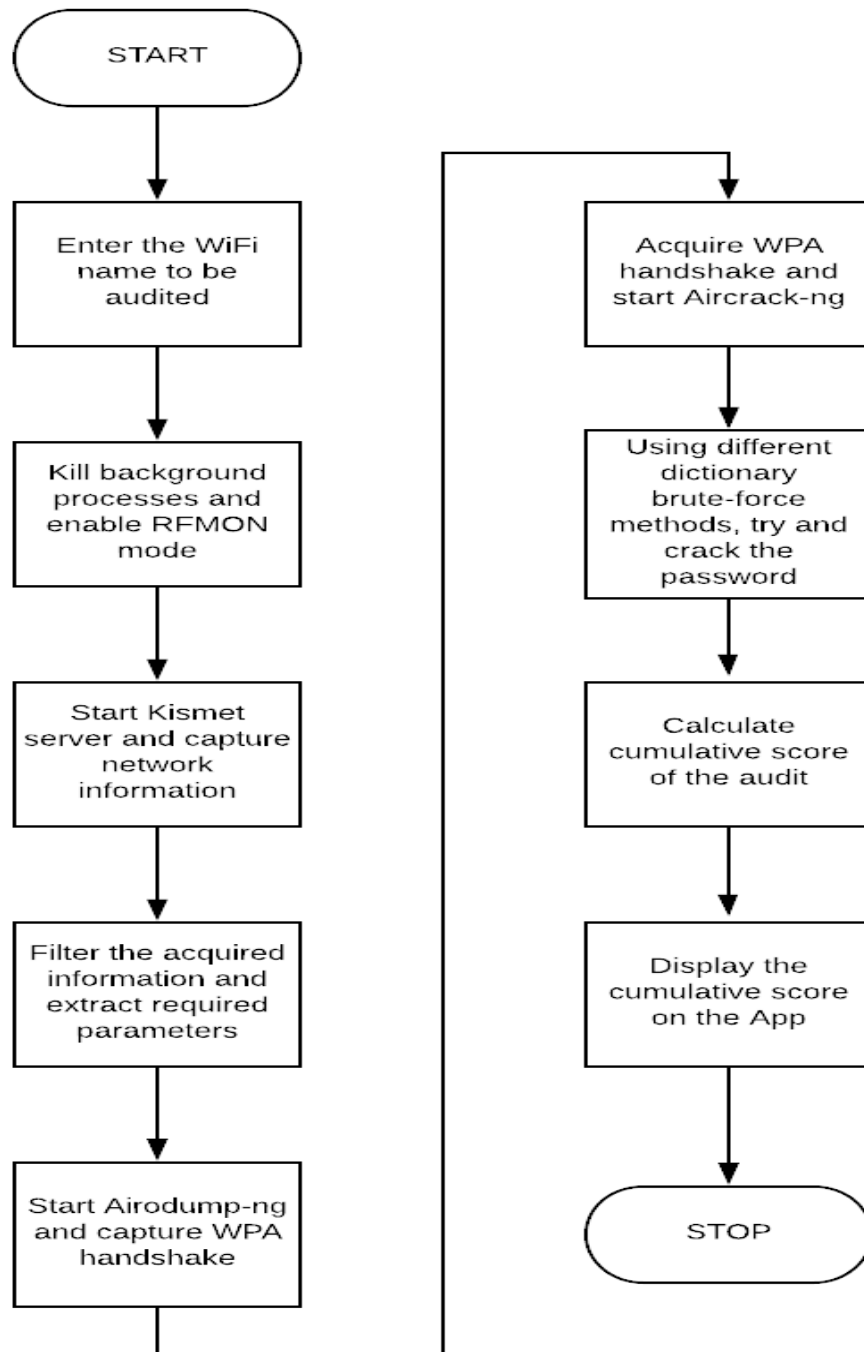 START
Enter the WiFi
name to be
audited
Kill background
processes and
enable RFMON
mode
Start Kismet
server and capture
network
information
Filter the acquired
information and
extract required
parameters
Start Airodump-ng
and capture WPA
handshake
Acquire WPA
handshake and
start Aircrack-ng
Using different
dictionary
brute-force
methods, try and
crack the
password
Calculate
cumulative score
of the audit
Display the
cumulative score
on the App
STOP